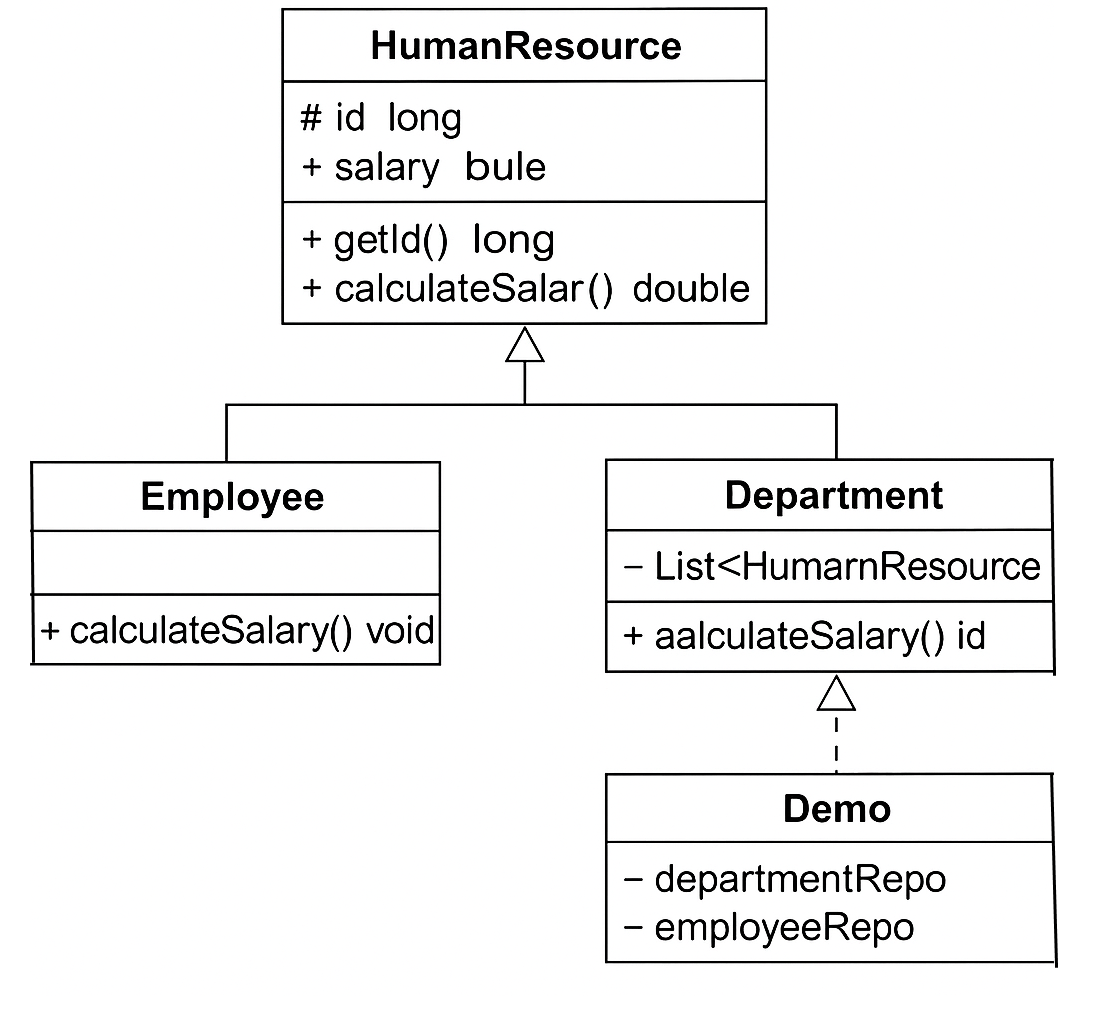 HumanResource
# id long
+ salary bule
+ getId() long
+ calculateSalar() double
Employee
+ calculateSalary() void
Department
− List<HumarnResource
+ aalculateSalary() id
Demo
− departmentRepo
− employeeRepo